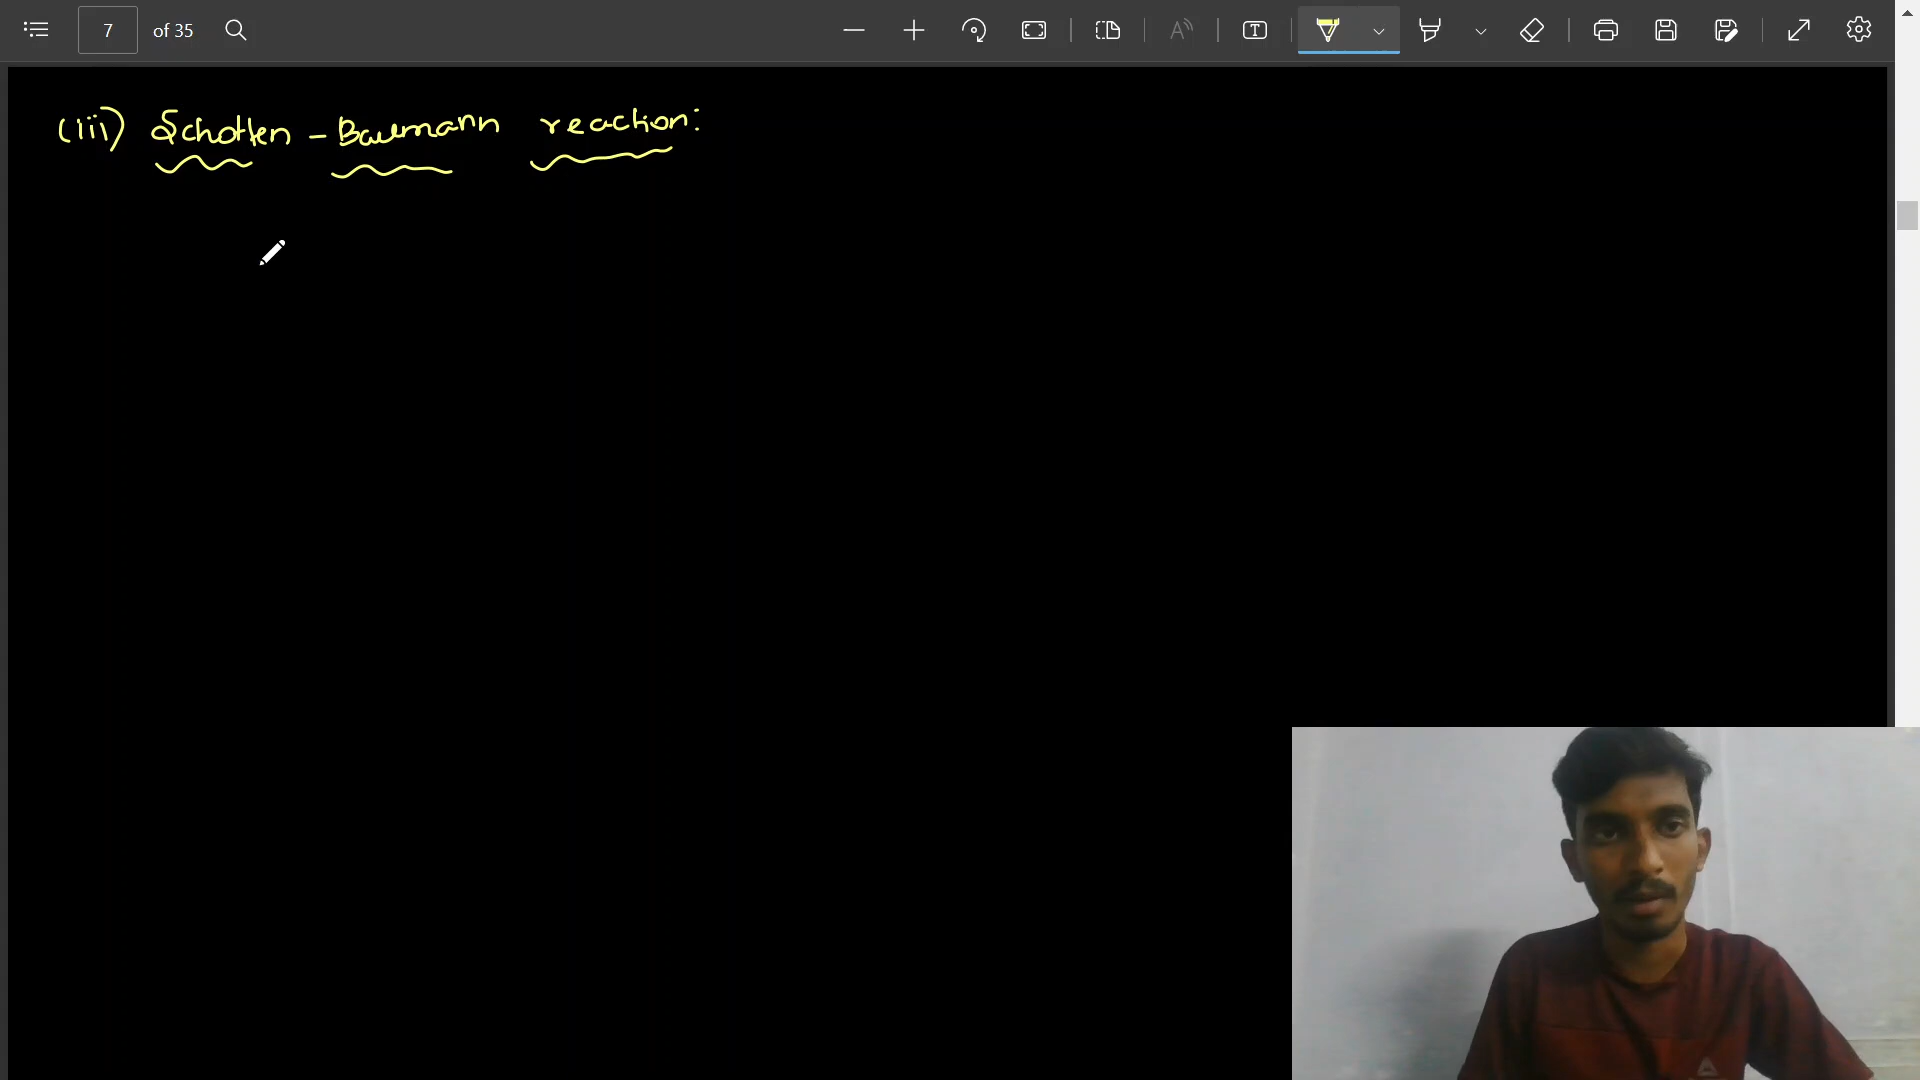 7 of 35
(iii) Schotten - Baumann reaction: